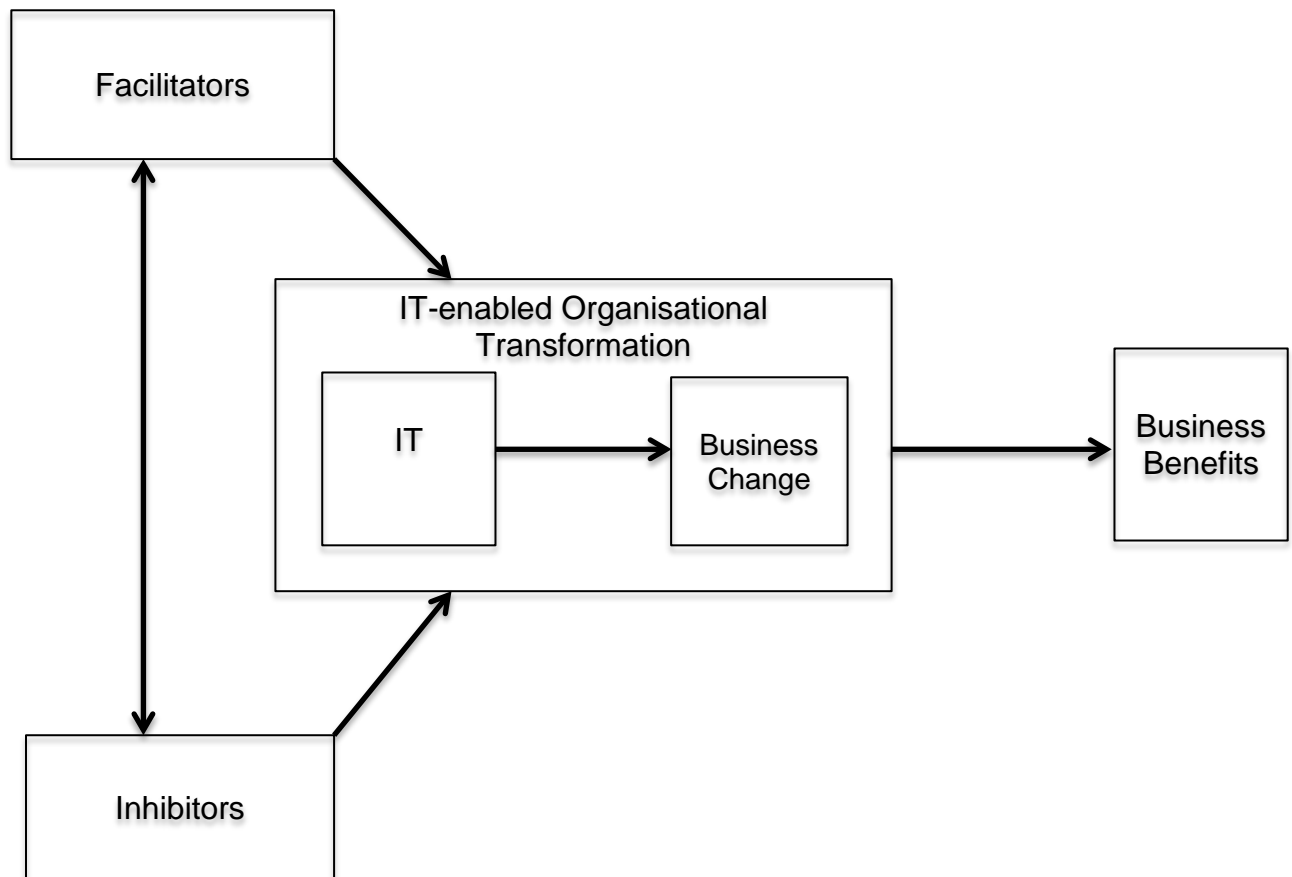 Facilitators
IT-enabled Organisational
Transformation
IT
Business
Change
Business
Benefits
Inhibitors